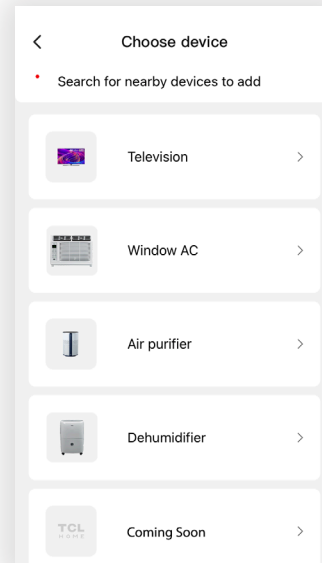 Choose device
Search for nearby devices to add
Television
Window AC
Air purifier
Dehumidifier
TCL
HOME
Coming Soon